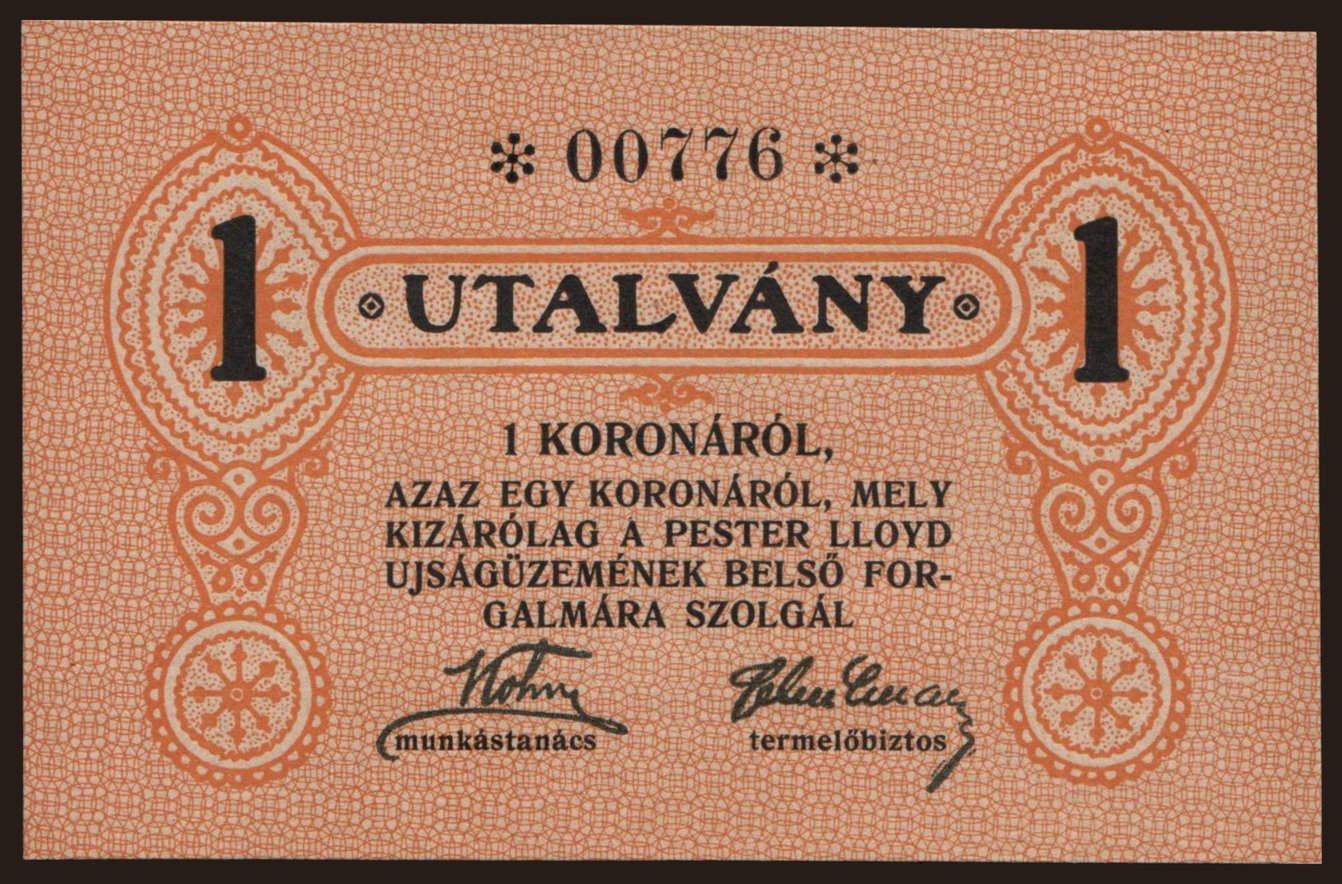 * 00776 *
1 UTALVÁNY 1
1 KORONÁRÓL,
AZAZ EGY KORONÁRÓL, MELY
KIZÁRÓLAG A PESTER LLOYD
UJSÁGÜZEMÉNEK BELSŐ FOR-
GALMÁRA SZOLGÁL
munkástanács termelőbiztos